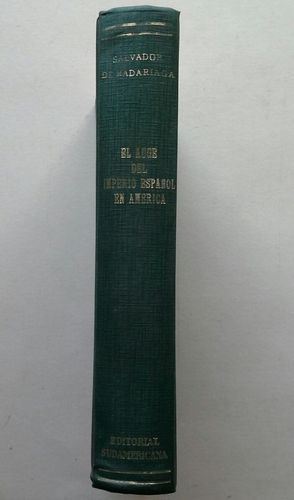 SALVADOR
DE MADARIAGA
EL AUGE
DEL
IMPERIO ESPAÑOL
EN AMERICA
EDITORIAL
SUDAMERICANA